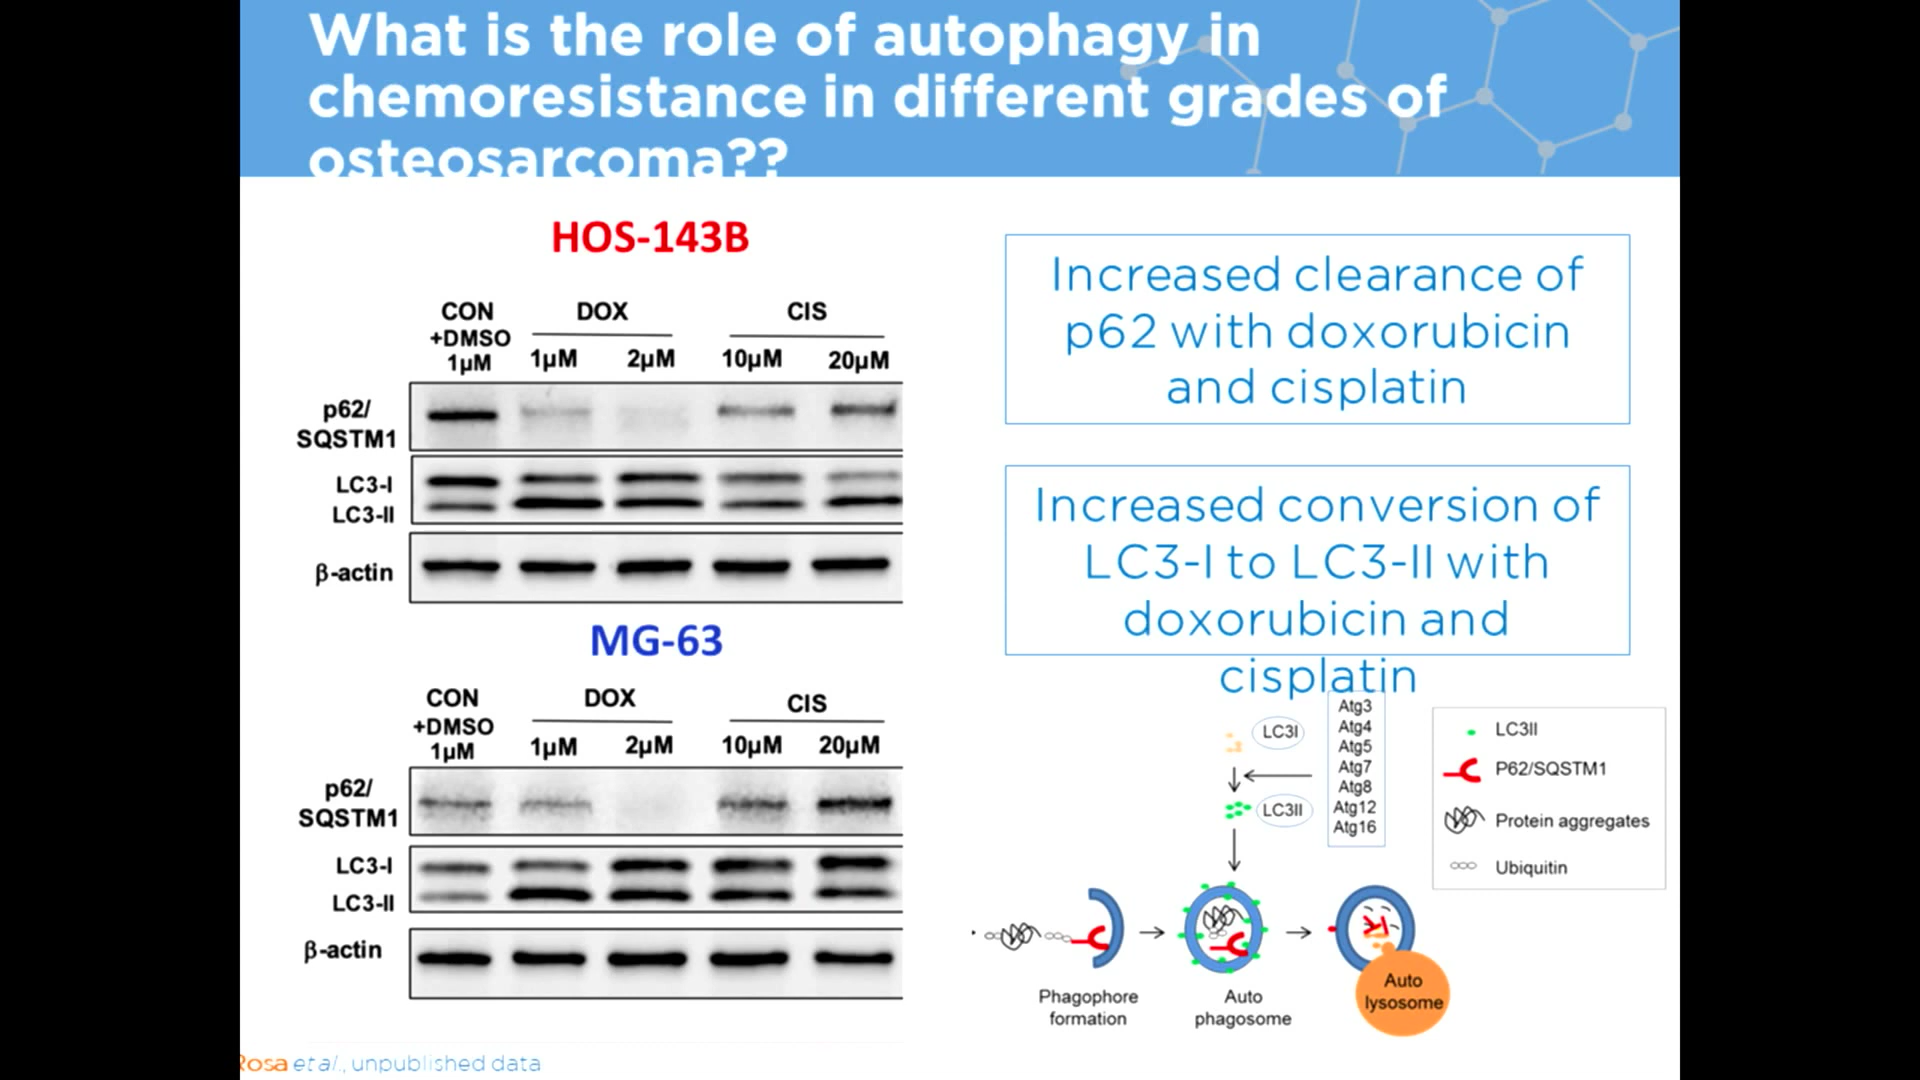 What is the role of autophagy in
chemoresistance in different grades of
osteosarcoma??
HOS-143B
CON
+DMSO
1µM
DOX
1µM 2µM
CIS
10µM 20µM
p62/
SQSTM1
LC3-I
LC3-II
β-actin
MG-63
CON
+DMSO
1µM
DOX
1µM 2µM
CIS
10µM 20µM
p62/
SQSTM1
LC3-I
LC3-II
β-actin
Increased clearance of
p62 with doxorubicin
and cisplatin
Increased conversion of
LC3-I to LC3-II with
doxorubicin and
cisplatin
LC3I
LC3II
Atg3
Atg4
Atg5
Atg7
Atg8
Atg12
Atg16
LC3II
P62/SQSTM1
Protein aggregates
Ubiquitin
Phagophore
formation
Auto
phagosome
Auto
lysosome
Rosa et al., unpublished data